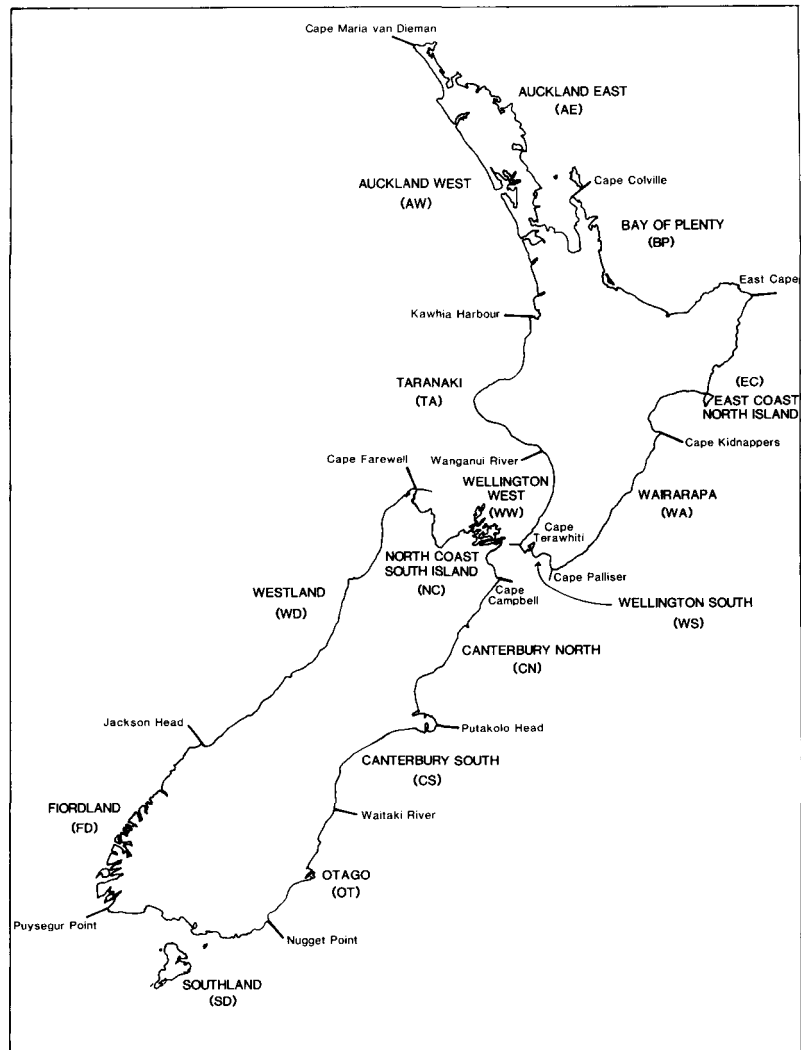 Cape Maria van Dieman
AUCKLAND EAST
(AE)
AUCKLAND WEST
(AW)
Cape Colville
BAY OF PLENTY
(BP)
East Cape
Kawhia Harbour
TARANAKI
(TA)
(EC)
EAST COAST
NORTH ISLAND
Cape Kidnappers
Wanganui River
Cape Farewell
WELLINGTON
WEST
(WW)
WAIRARAPA
(WA)
Cape
Terawhiti
NORTH COAST
SOUTH ISLAND
(NC)
Cape Palliser
Cape
Campbell
WELLINGTON SOUTH
(WS)
WESTLAND
(WD)
CANTERBURY NORTH
(CN)
Jackson Head
Putakolo Head
CANTERBURY SOUTH
(CS)
FIORDLAND
(FD)
Waitaki River
OTAGO
(OT)
Puysegur Point
Nugget Point
SOUTHLAND
(SD)